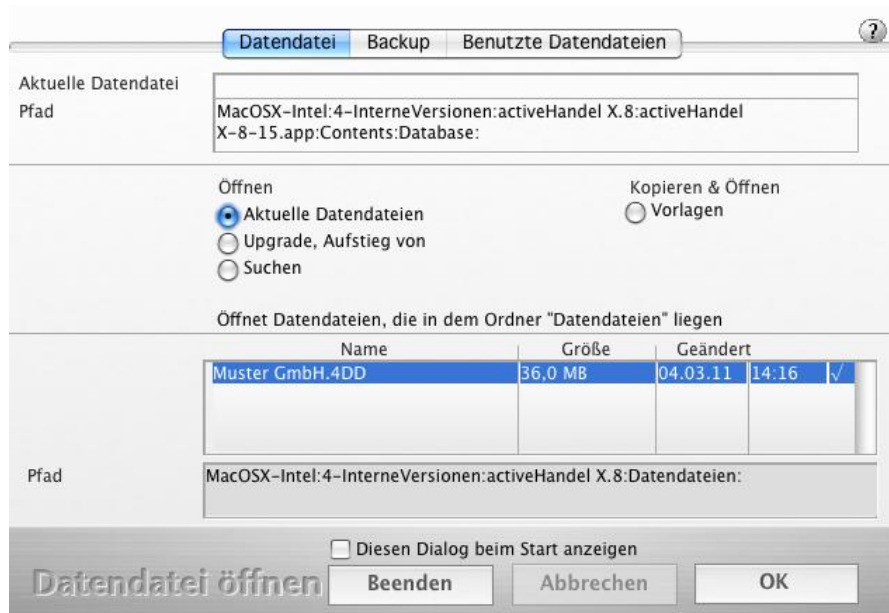 Datendatei Backup Benutzte Datendateien ?
Aktuelle Datendatei
Pfad MacOSX-Intel:4-InterneVersionen:activeHandel X.8:activeHandel
X-8-15.app:Contents:Database:
Öffnen Kopieren & Öffnen
Aktuelle Datendateien Vorlagen
Upgrade, Aufstieg von
Suchen
Öffnet Datendateien, die in dem Ordner "Datendateien" liegen
Name Größe Geändert
Muster GmbH.4DD 36,0 MB 04.03.11 14:16 √
Pfad MacOSX-Intel:4-InterneVersionen:activeHandel X.8:Datendateien:
Diesen Dialog beim Start anzeigen
Datendatei öffnen Beenden Abbrechen OK